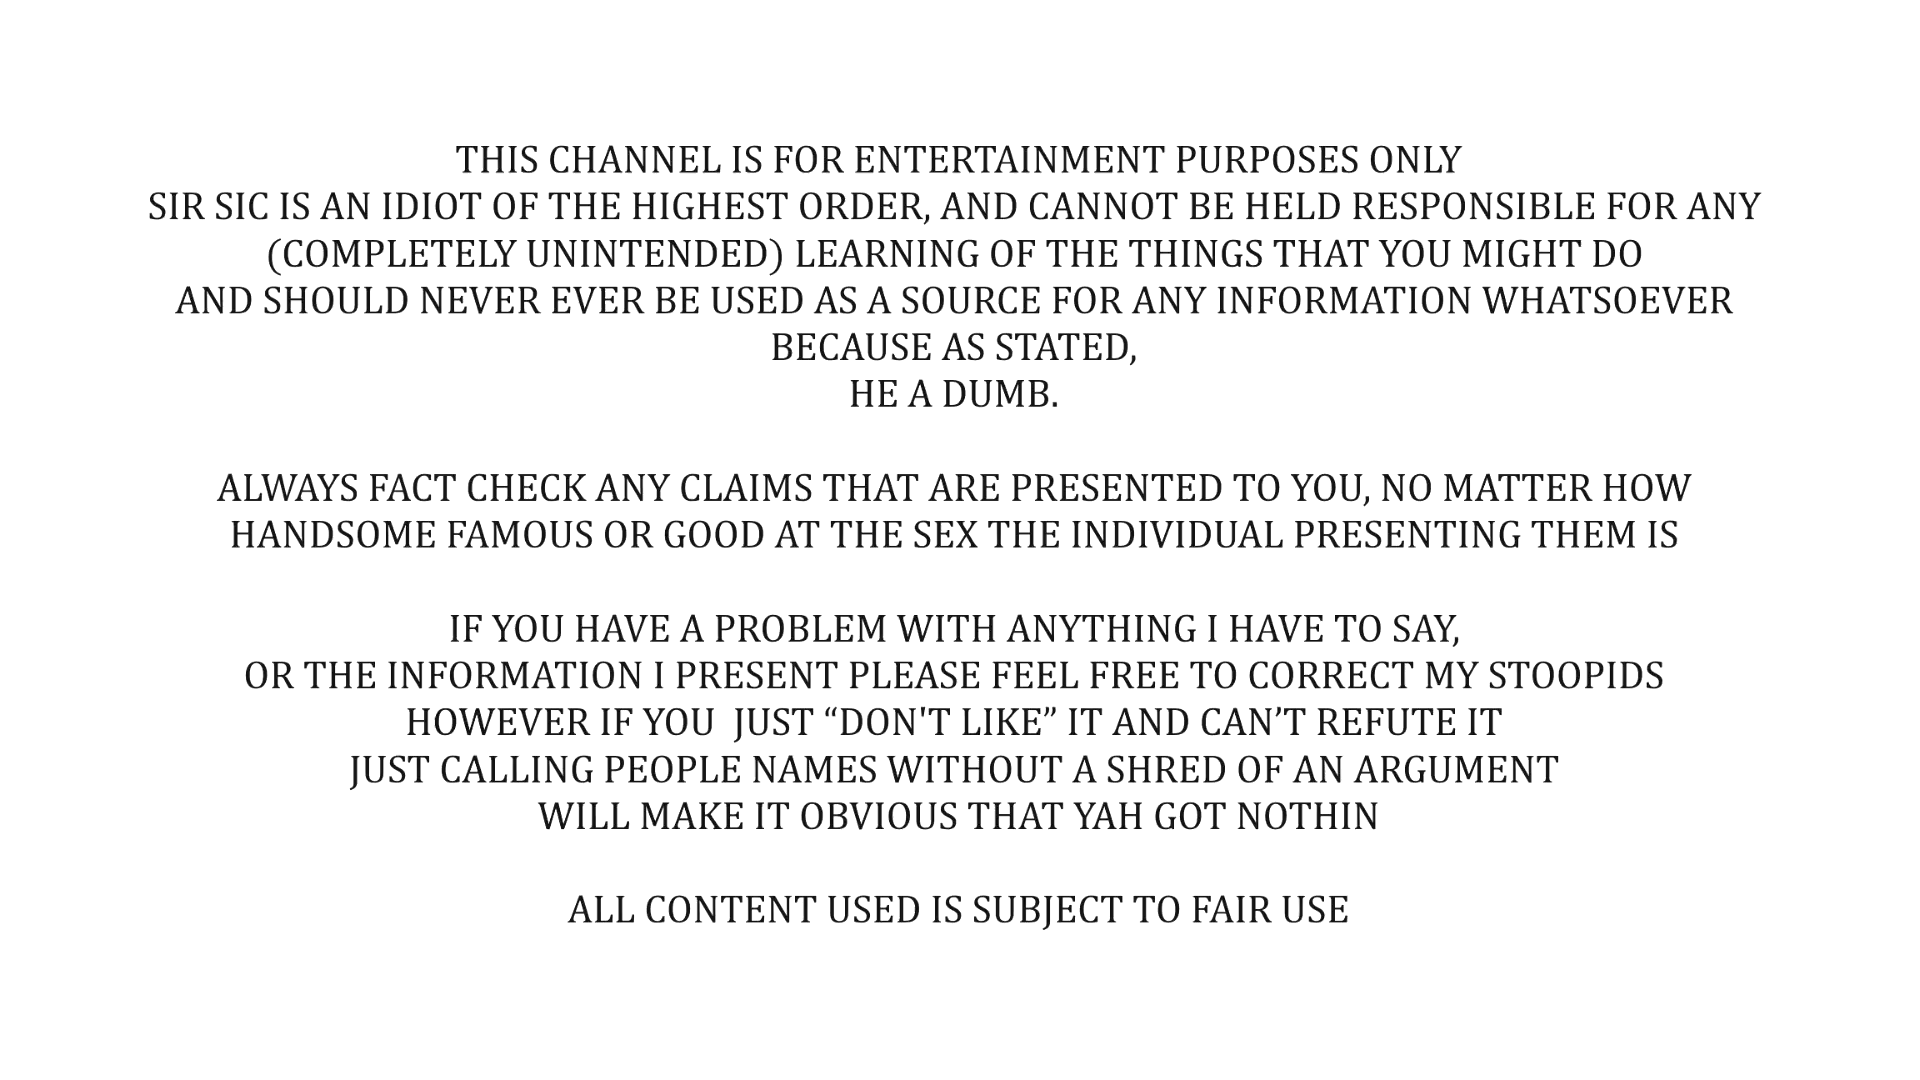 THIS CHANNEL IS FOR ENTERTAINMENT PURPOSES ONLY
SIR SIC IS AN IDIOT OF THE HIGHEST ORDER, AND CANNOT BE HELD RESPONSIBLE FOR ANY
(COMPLETELY UNINTENDED) LEARNING OF THE THINGS THAT YOU MIGHT DO
AND SHOULD NEVER EVER BE USED AS A SOURCE FOR ANY INFORMATION WHATSOEVER
BECAUSE AS STATED,
HE A DUMB.
ALWAYS FACT CHECK ANY CLAIMS THAT ARE PRESENTED TO YOU, NO MATTER HOW
HANDSOME FAMOUS OR GOOD AT THE SEX THE INDIVIDUAL PRESENTING THEM IS
IF YOU HAVE A PROBLEM WITH ANYTHING I HAVE TO SAY,
OR THE INFORMATION I PRESENT PLEASE FEEL FREE TO CORRECT MY STOOPIDS
HOWEVER IF YOU  JUST “DON'T LIKE” IT AND CAN’T REFUTE IT
JUST CALLING PEOPLE NAMES WITHOUT A SHRED OF AN ARGUMENT
WILL MAKE IT OBVIOUS THAT YAH GOT NOTHIN
ALL CONTENT USED IS SUBJECT TO FAIR USE